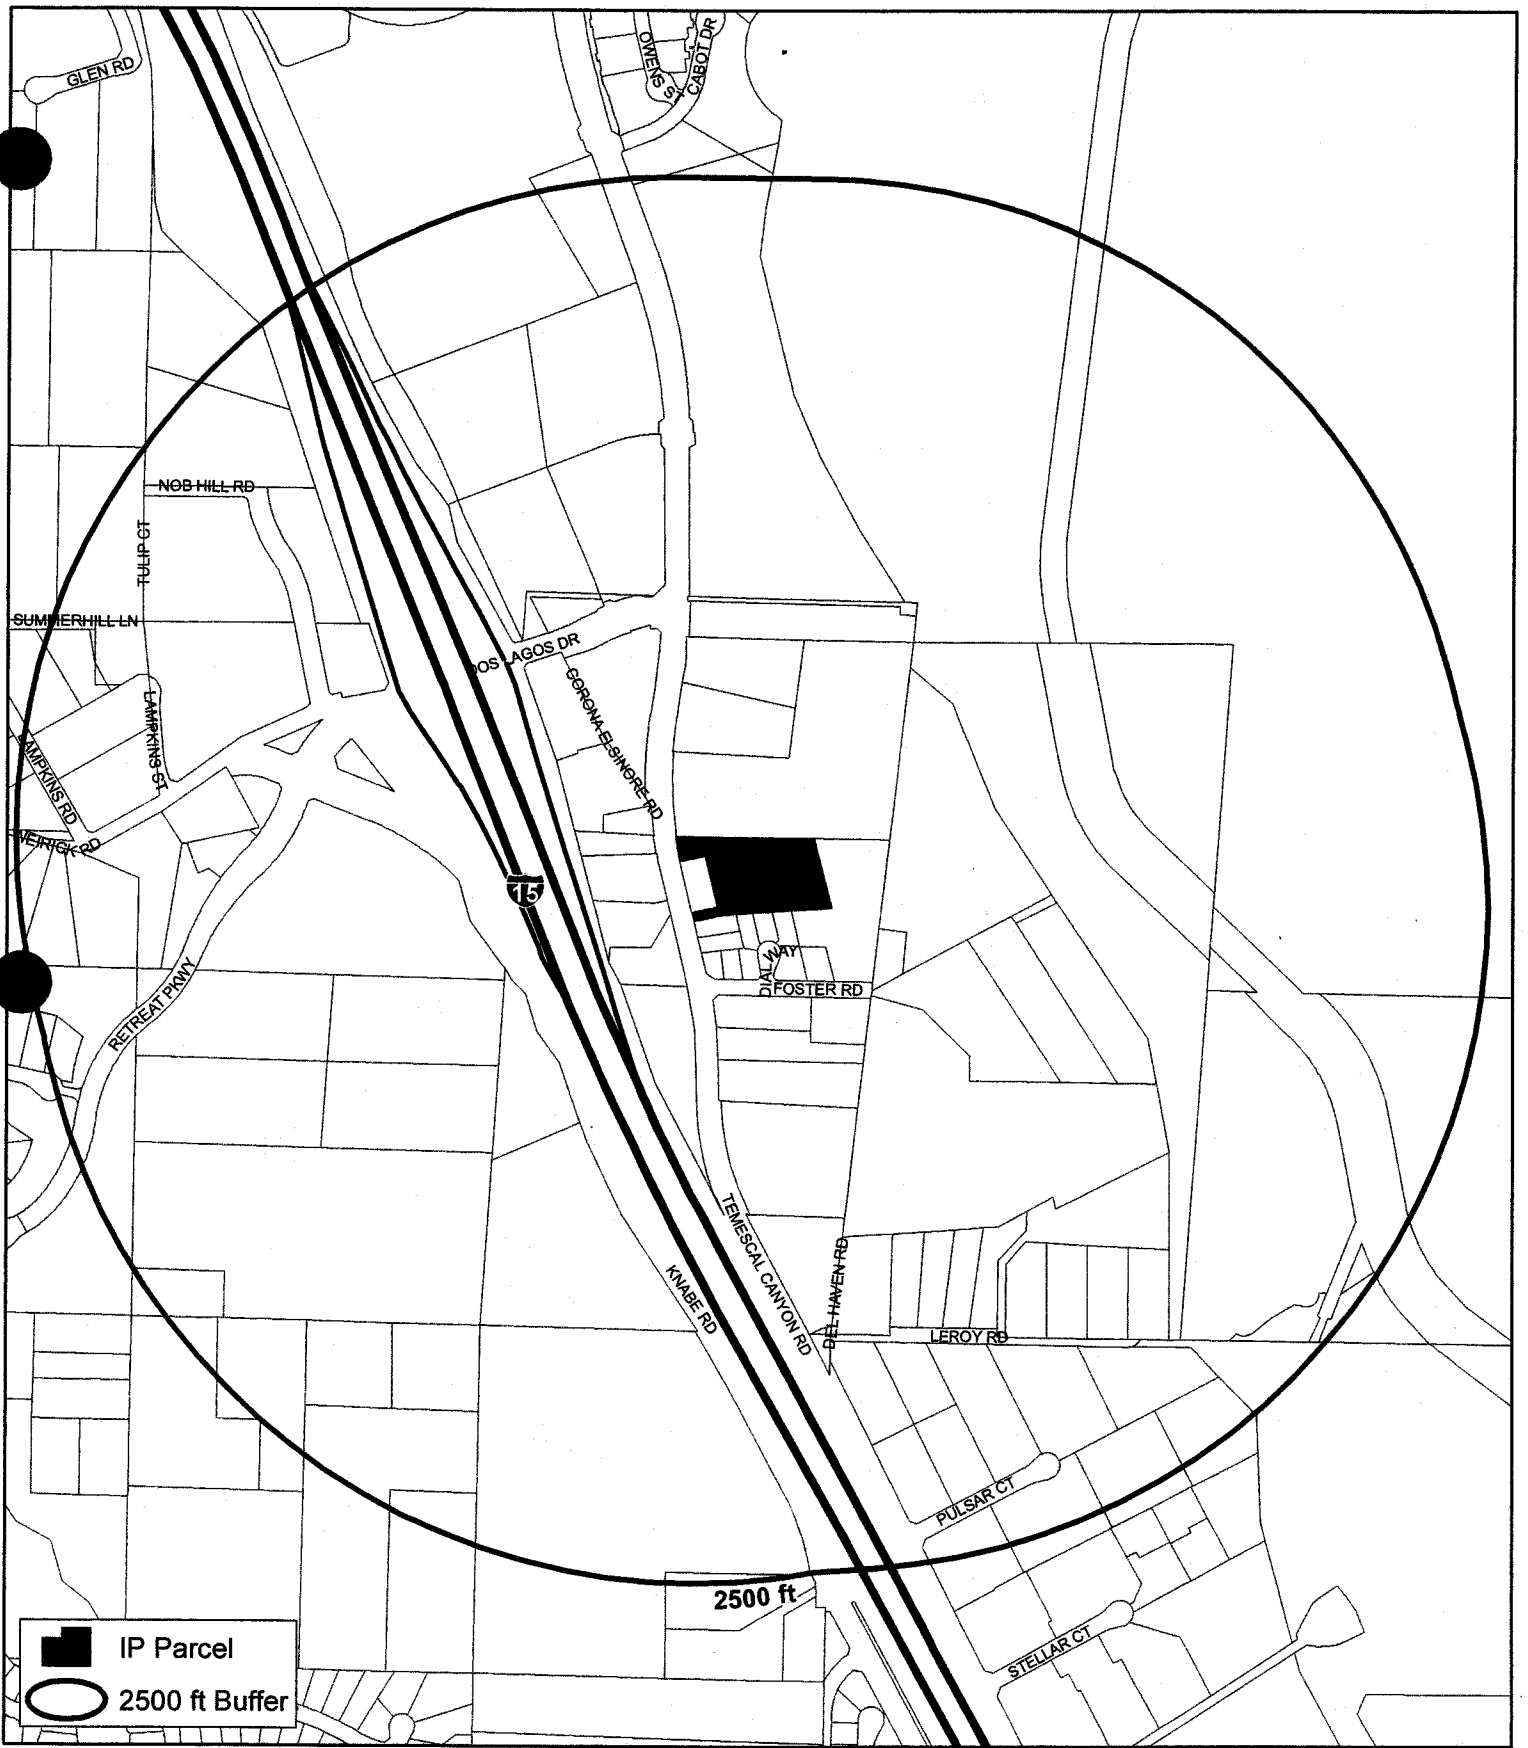 GLEN RD
OWENS ST
CABOT DR
NOB HILL RD
TULIP CT
SUMMERHILL LN
DOS LAGOS DR
CORONA ELSINORE RD
LAMPKINS ST
LAMPKINS RD
WEIRICK RD
15
DIAL WAY
FOSTER RD
RETREAT PKWY
TEMESCAL CANYON RD
KNABE RD
DEL HAVEN RD
LEROY RD
PULSAR CT
2500 ft
STELLAR CT
IP Parcel
2500 ft Buffer